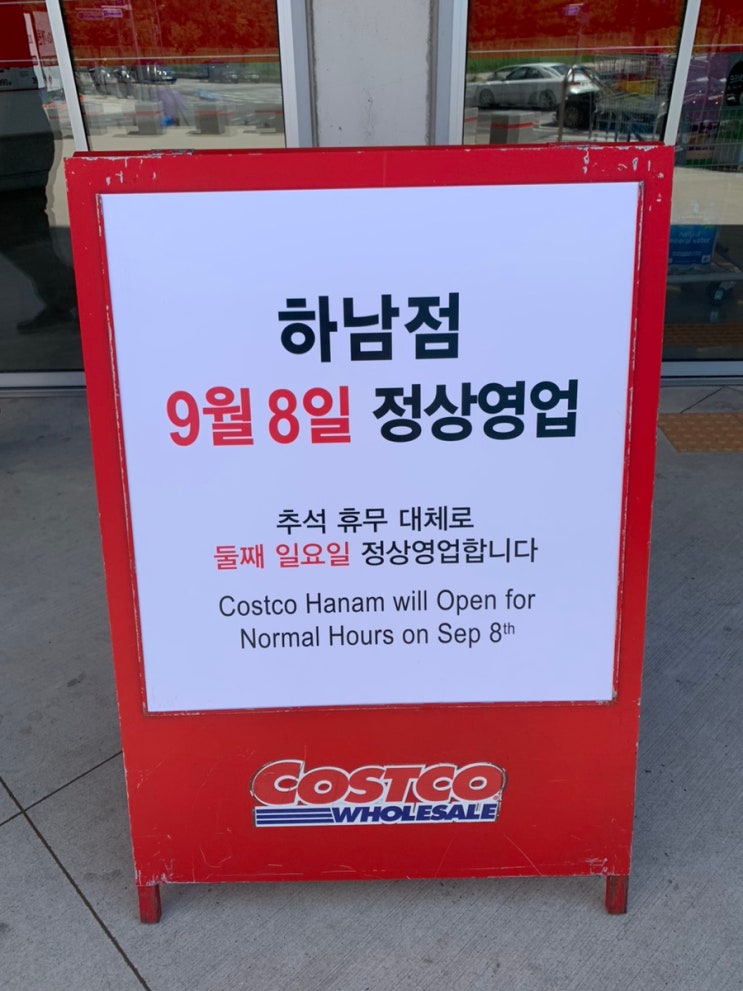 하남점
9월 8일 정상영업
추석 휴무 대체로
둘째 일요일 정상영업합니다
Costco Hanam will Open for
Normal Hours on Sep 8th
COSTCO
WHOLESALE